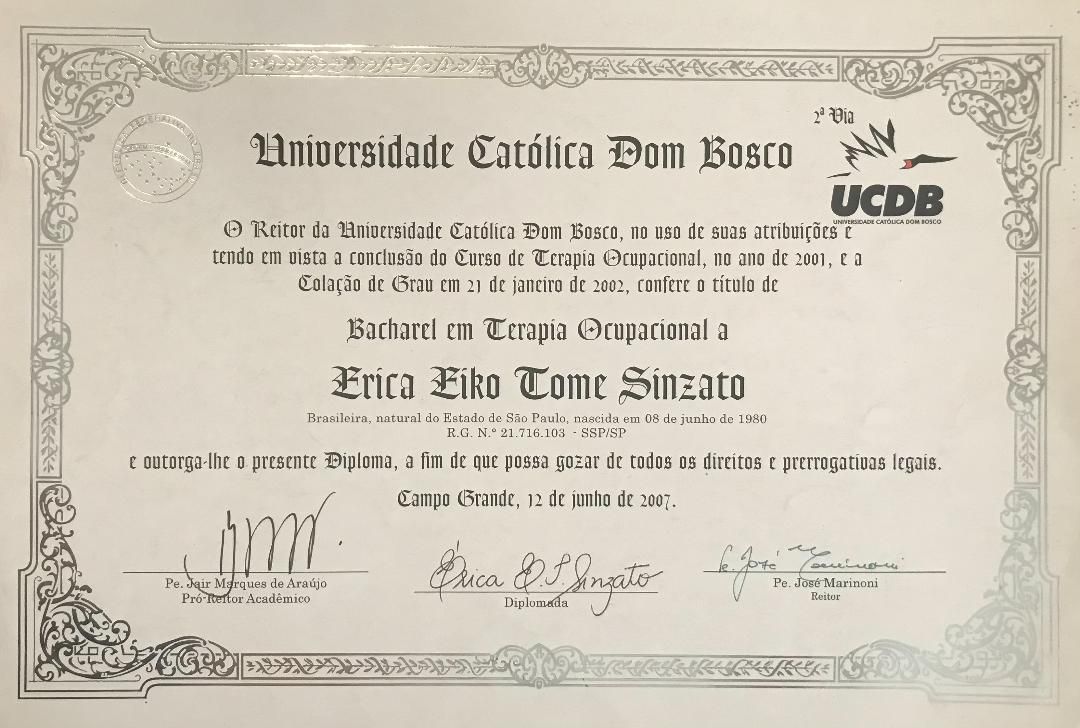 2ª Via
Universidade Católica Dom Bosco
UCDB
UNIVERSIDADE CATÓLICA DOM BOSCO
O Reitor da Universidade Católica Dom Bosco, no uso de suas atribuições e
tendo em vista a conclusão do Curso de Terapia Ocupacional, no ano de 2001, e a
Colação de Grau em 21 de janeiro de 2002, confere o título de
Bacharel em Terapia Ocupacional a
Erica Eiko Tome Sinzato
Brasileira, natural do Estado de São Paulo, nascida em 08 de junho de 1980
R.G. N.º 21.716.103 - SSP/SP
e outorga-lhe o presente Diploma, a fim de que possa gozar de todos os direitos e prerrogativas legais.
Campo Grande, 12 de junho de 2007.
Érica E.T. Sinzato
Pe. José Marinoni
Pe. Jair Marques de Araújo
Pró-Reitor Acadêmico
Diplomada
Pe. José Marinoni
Reitor